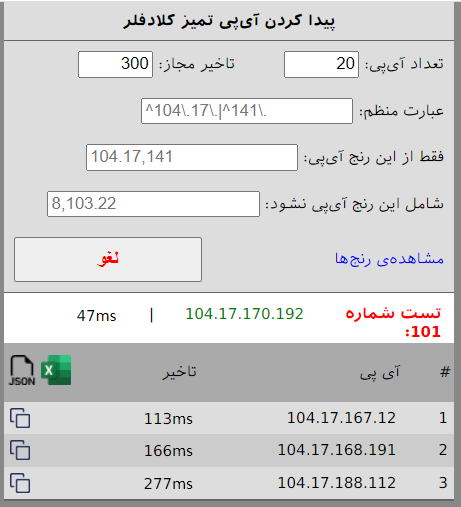 پیدا کردن آی‌پی تمیز کلادفلر
تعداد آی‌پی: 20 تاخیر مجاز: 300
عبارت منظم: ^104\.17\.|^141\.
فقط از این رنج آی‌پی: 104.17,141
شامل این رنج آی‌پی نشود: 8,103.22
مشاهده‌ی رنج‌ها لغو
تست شماره 104.17.170.192 | 47ms
101:
# آی پی تاخیر X JSON
1 104.17.167.12 113ms
2 104.17.168.191 166ms
3 104.17.188.112 277ms